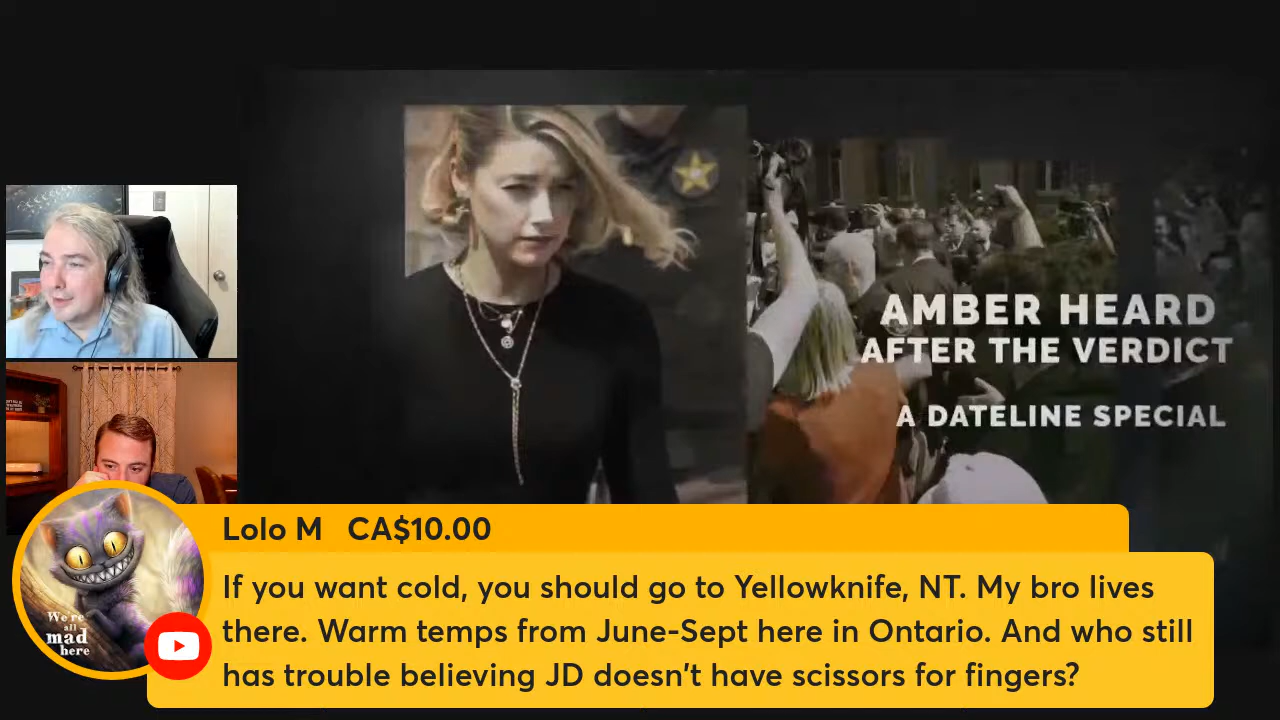 AMBER HEARD
AFTER THE VERDICT
A DATELINE SPECIAL
Lolo M CA$10.00
If you want cold, you should go to Yellowknife, NT. My bro lives
there. Warm temps from June-Sept here in Ontario. And who still
has trouble believing JD doesn't have scissors for fingers?
We're
all
mad
here